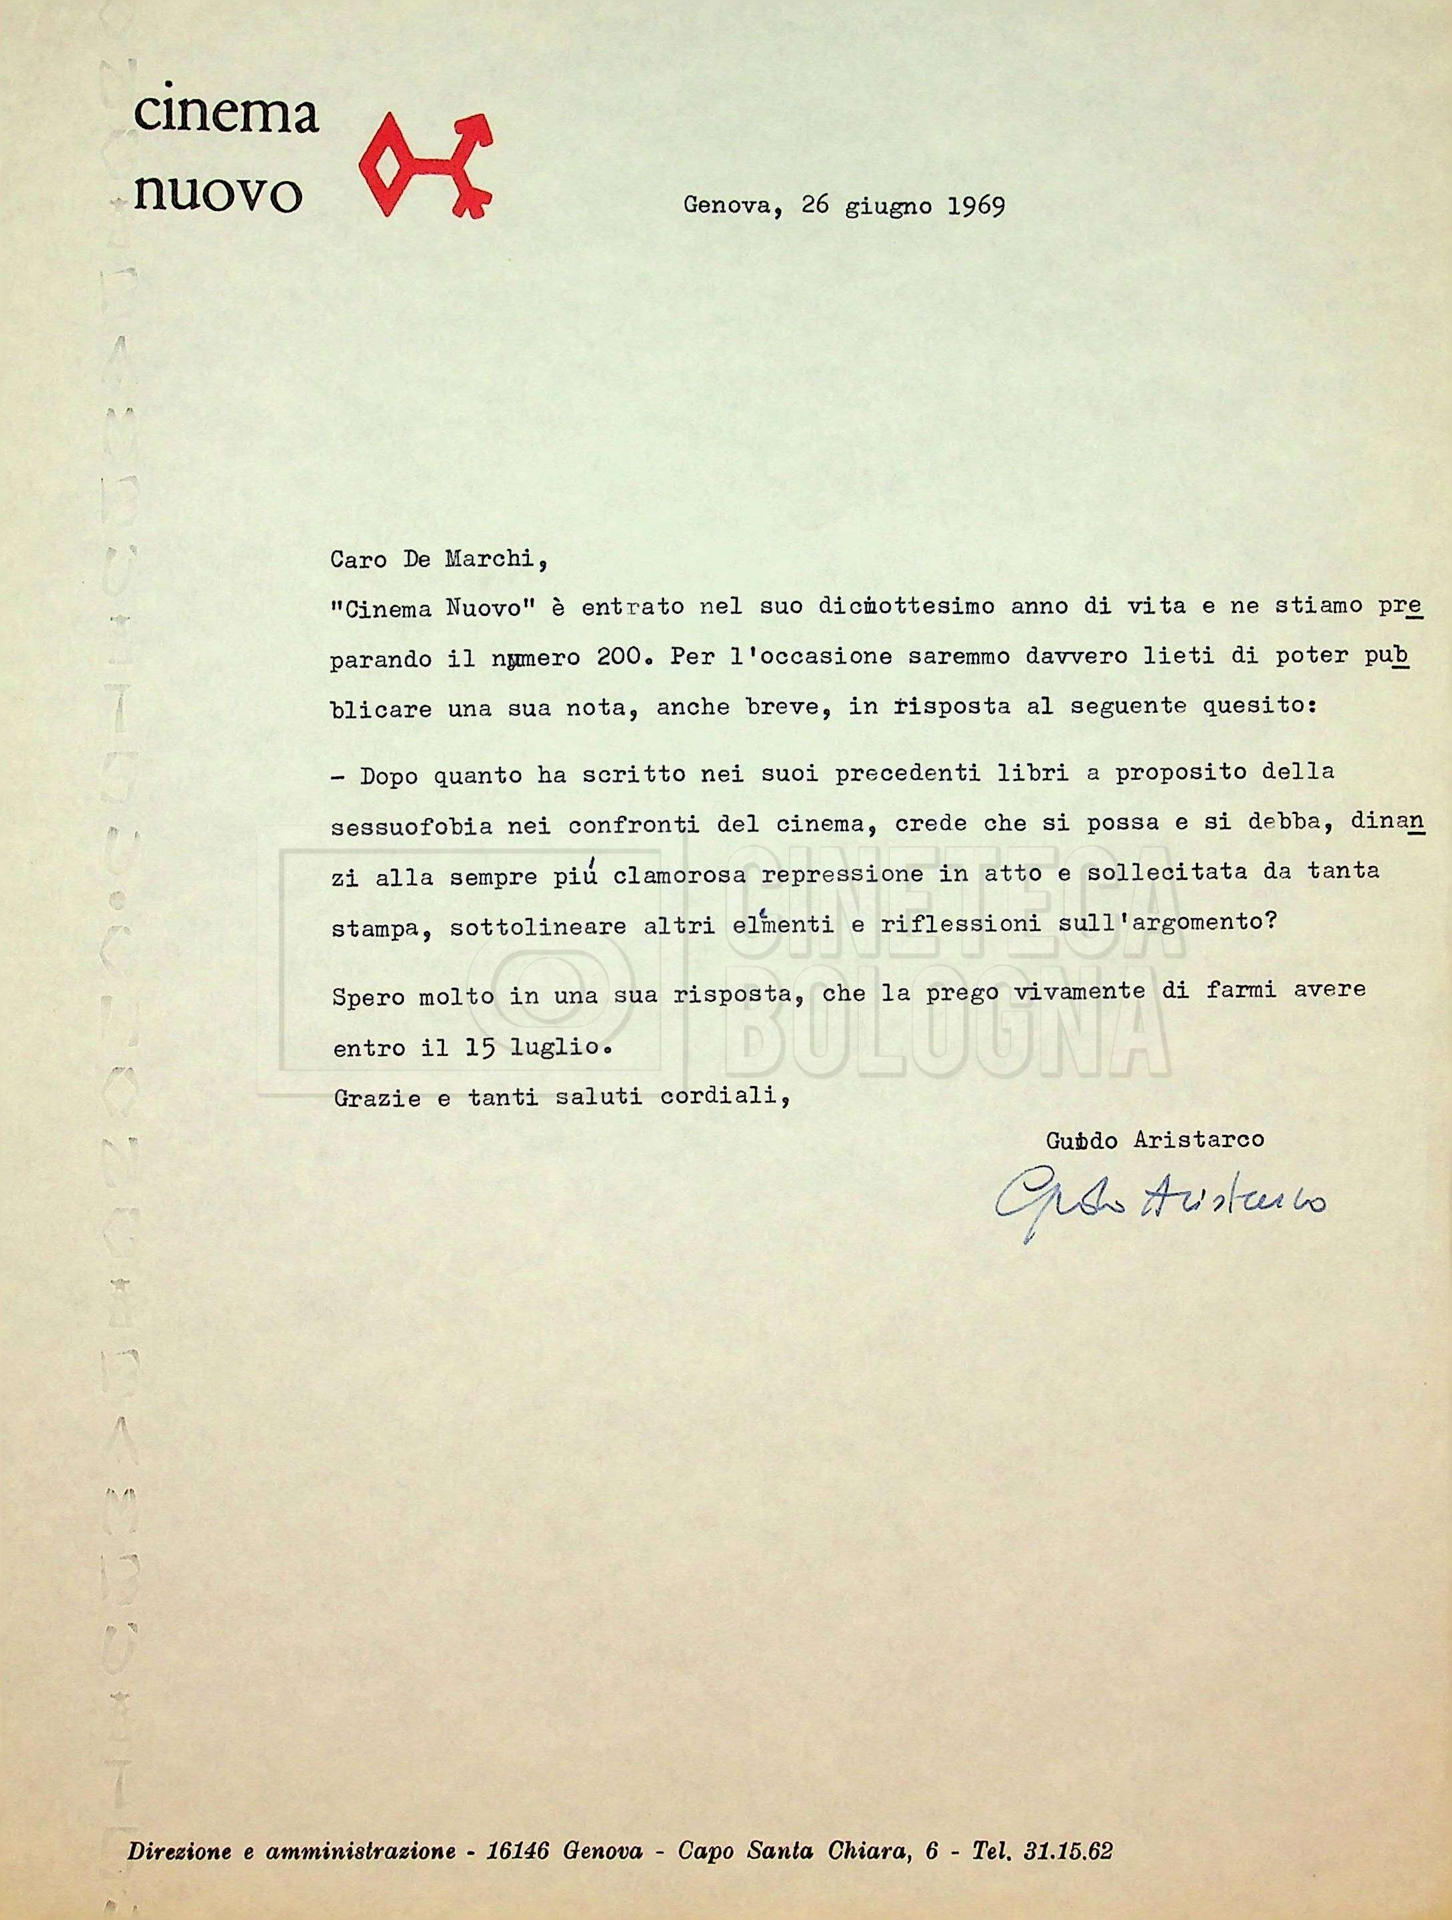 cinema
nuovo
Genova, 26 giugno 1969
Caro De Marchi,
"Cinema Nuovo" è entrato nel suo diciottesimo anno di vita e ne stiamo pre
parando il numero 200. Per l'occasione saremmo davvero lieti di poter pub
blicare una sua nota, anche breve, in risposta al seguente quesito:
- Dopo quanto ha scritto nei suoi precedenti libri a proposito della
sessuofobia nei confronti del cinema, crede che si possa e si debba, dinan
zi alla sempre piú clamorosa repressione in atto e sollecitata da tanta
stampa, sottolineare altri elementi e riflessioni sull'argomento?
Spero molto in una sua risposta, che la prego vivamente di farmi avere
entro il 15 luglio.
Grazie e tanti saluti cordiali,
Guido Aristarco
Guido Aristarco
CINETECA
BOLOGNA
Direzione e amministrazione - 16146 Genova - Capo Santa Chiara, 6 - Tel. 31.15.62